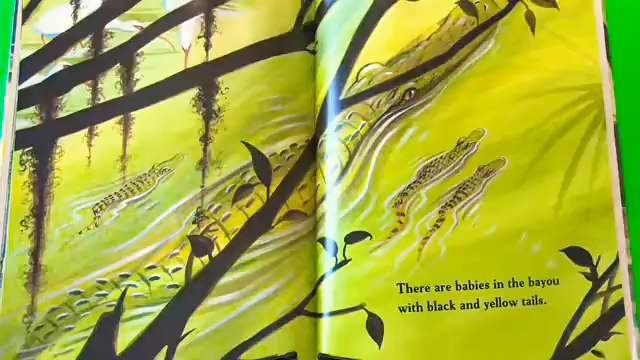 There are babies in the bayou
with black and yellow tails.